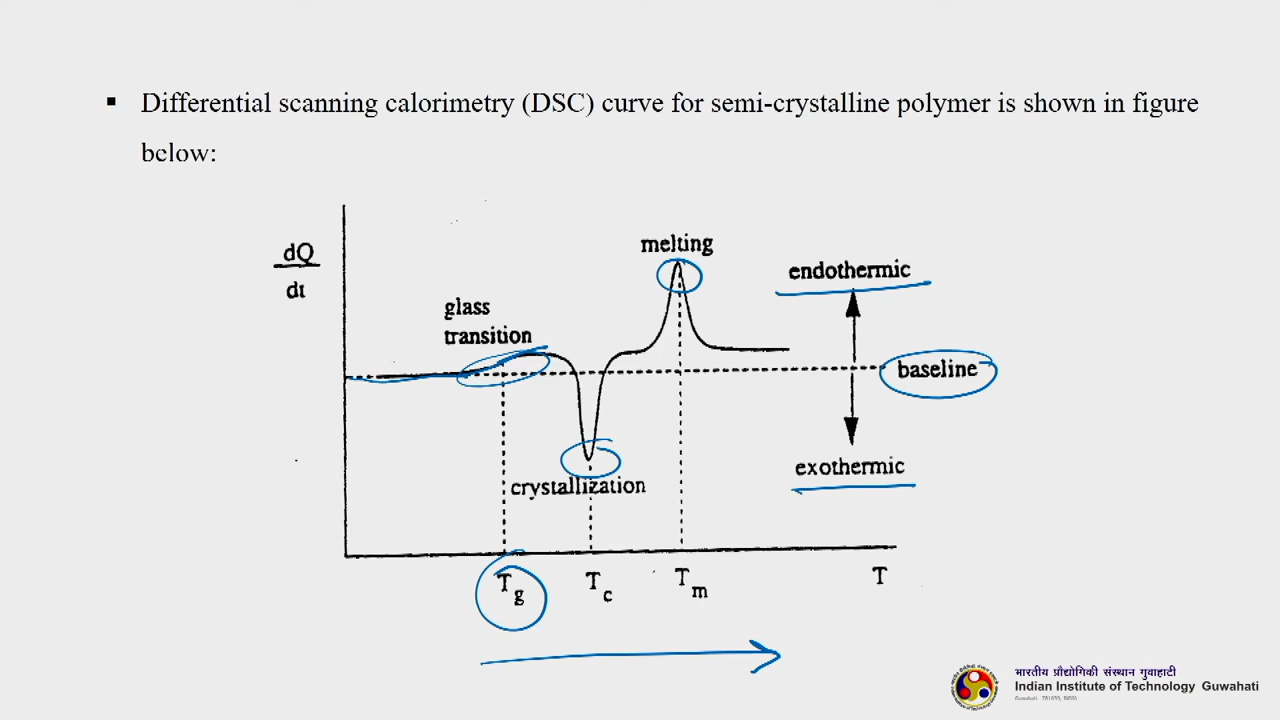 ▪ Differential scanning calorimetry (DSC) curve for semi-crystalline polymer is shown in figure
below:
melting
dQ
dt
endothermic
glass
transition
baseline
exothermic
crystallization
Tg
Tc
Tm
T
भारतीय प्रौद्योगिकी संस्थान गुवाहाटी
Indian Institute of Technology Guwahati